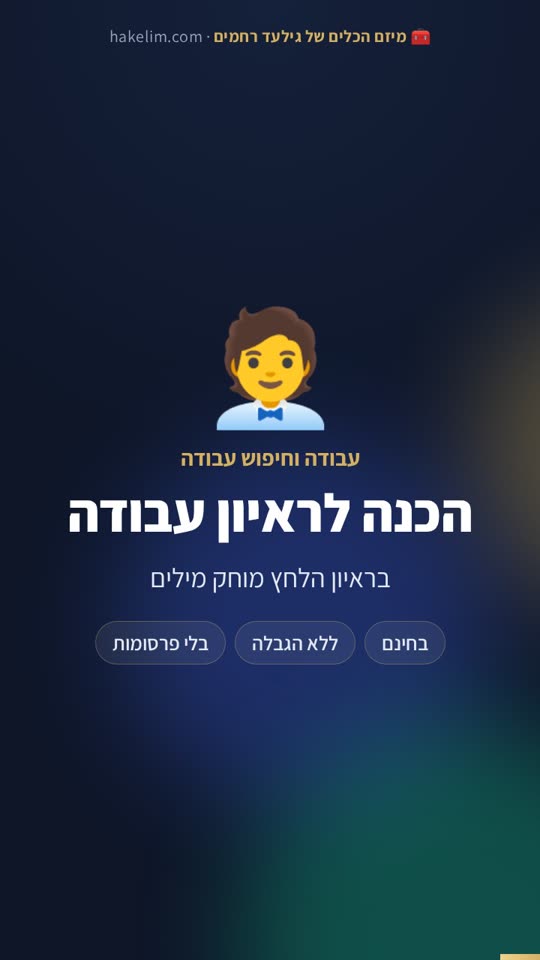 🧰 מיזם הכלים של גילעד רחמים · hakelim.com
עבודה וחיפוש עבודה
הכנה לראיון עבודה
בראיון הלחץ מוחק מילים
בחינם
ללא הגבלה
בלי פרסומות